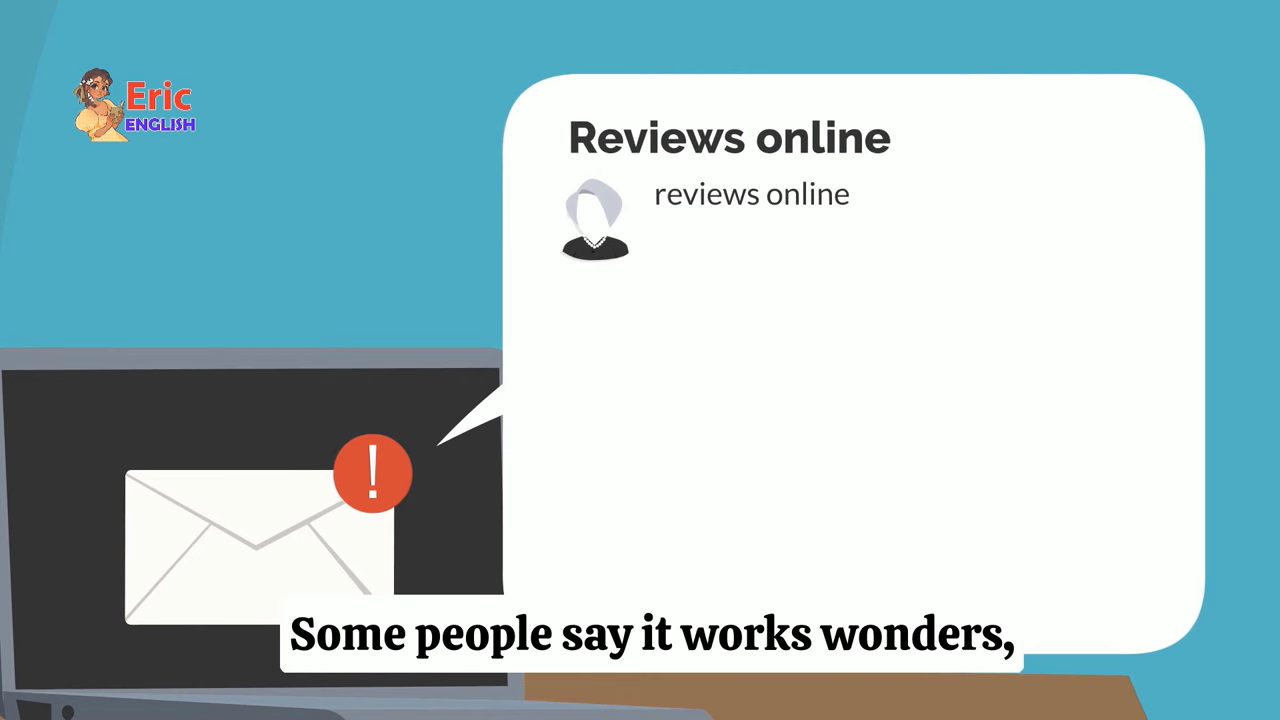 Eric
ENGLISH
Reviews online
reviews online
!
Some people say it works wonders,